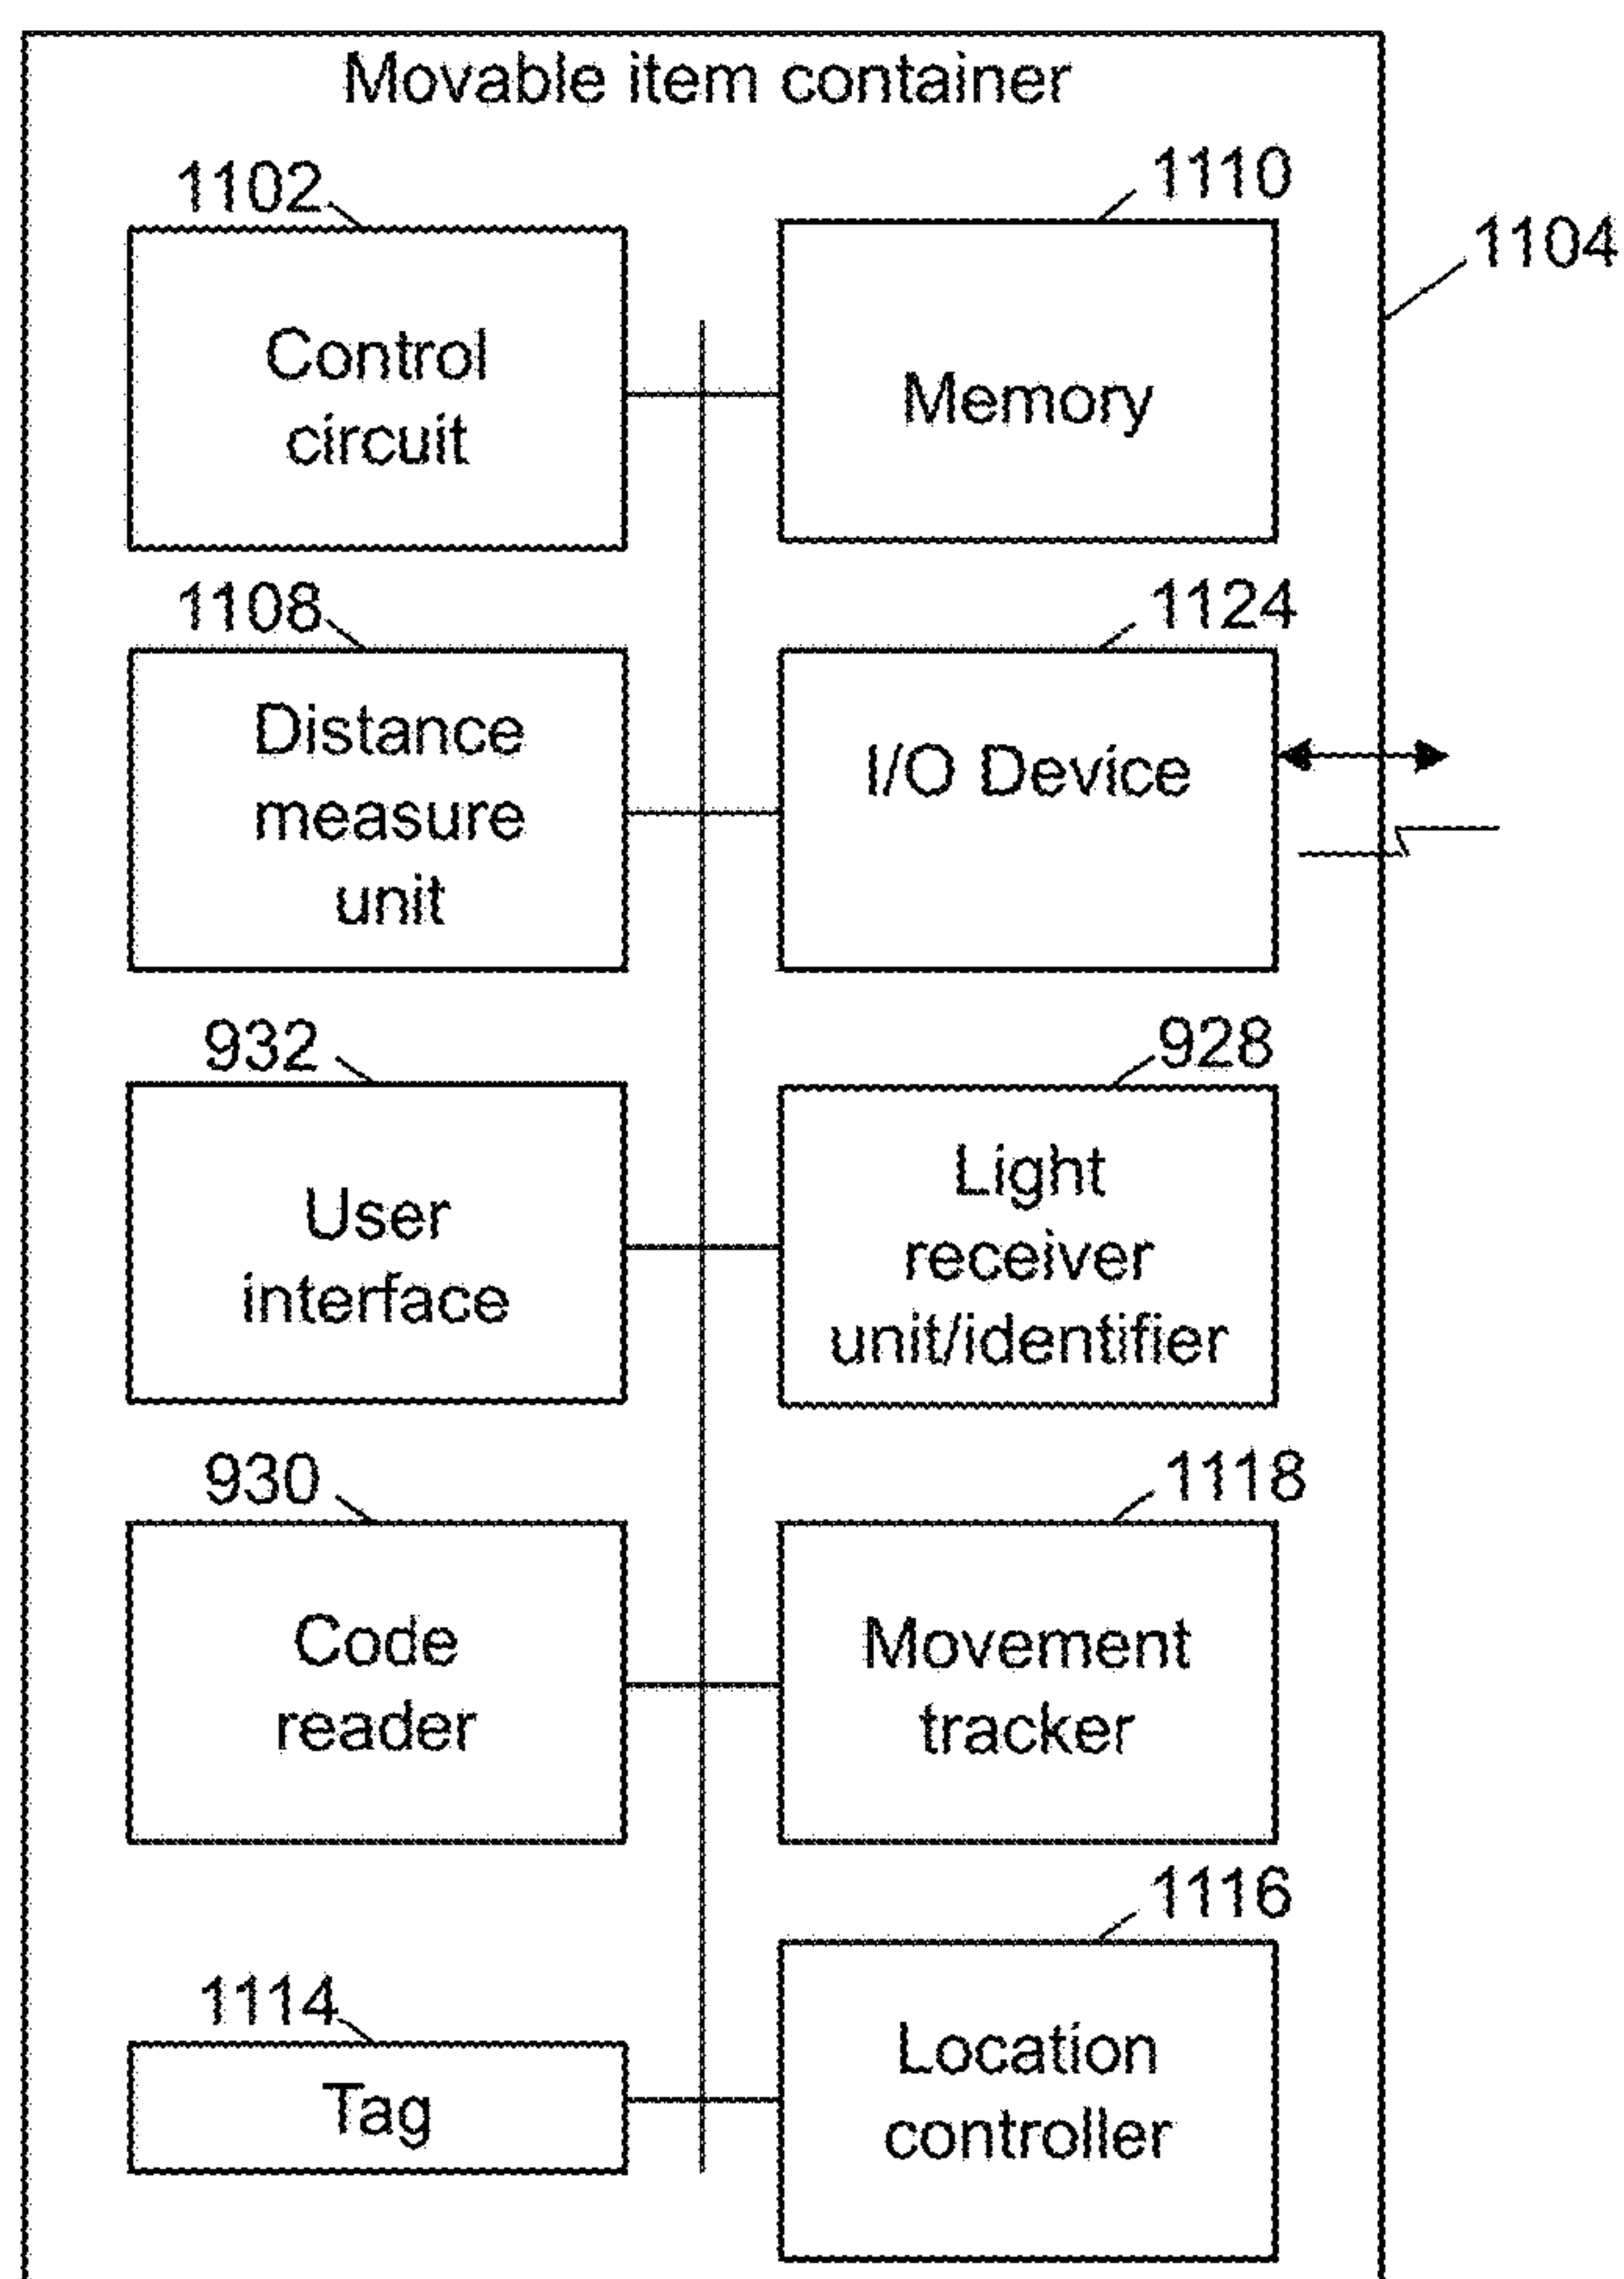 Movable item container
1102
1110
1104
Control
circuit
Memory
1108
1124
Distance
measure
unit
I/O Device
932
928
User
interface
Light
receiver
unit/identifier
930
1118
Code
reader
Movement
tracker
1114
1116
Tag
Location
controller